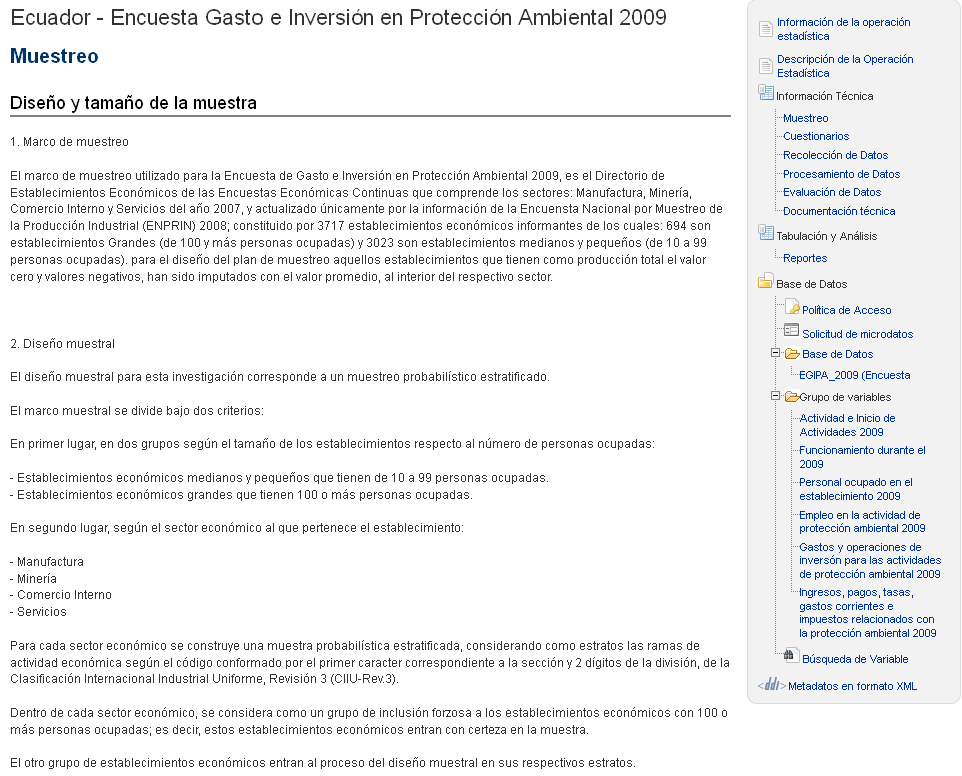 Ecuador - Encuesta Gasto e Inversión en Protección Ambiental 2009
Muestreo
Diseño y tamaño de la muestra
1. Marco de muestreo
El marco de muestreo utilizado para la Encuesta de Gasto e Inversión en Protección Ambiental 2009, es el Directorio de
Establecimientos Económicos de las Encuestas Económicas Continuas que comprende los sectores: Manufactura, Minería,
Comercio Interno y Servicios del año 2007, y actualizado únicamente por la información de la Encuensta Nacional por Muestreo de
la Producción Industrial (ENPRIN) 2008; constituido por 3717 establecimientos económicos informantes de los cuales: 694 son
establecimientos Grandes (de 100 y más personas ocupadas) y 3023 son establecimientos medianos y pequeños (de 10 a 99
personas ocupadas). para el diseño del plan de muestreo aquellos establecimientos que tienen como producción total el valor
cero y valores negativos, han sido imputados con el valor promedio, al interior del respectivo sector.
2. Diseño muestral
El diseño muestral para esta investigación corresponde a un muestreo probabilístico estratificado.
El marco muestral se divide bajo dos criterios:
En primer lugar, en dos grupos según el tamaño de los establecimientos respecto al número de personas ocupadas:
- Establecimientos económicos medianos y pequeños que tienen de 10 a 99 personas ocupadas.
- Establecimientos económicos grandes que tienen 100 o más personas ocupadas.
En segundo lugar, según el sector económico al que pertenece el establecimiento:
- Manufactura
- Minería
- Comercio Interno
- Servicios
Para cada sector económico se construye una muestra probabilística estratificada, considerando como estratos las ramas de
actividad económica según el código conformado por el primer caracter correspondiente a la sección y 2 dígitos de la división, de la
Clasificación Internacional Industrial Uniforme, Revisión 3 (CIIU-Rev.3).
Dentro de cada sector económico, se considera como un grupo de inclusión forzosa a los establecimientos económicos con 100 o
más personas ocupadas; es decir, estos establecimientos económicos entran con certeza en la muestra.
El otro grupo de establecimientos económicos entran al proceso del diseño muestral en sus respectivos estratos.
Información de la operación
estadística
Descripción de la Operación
Estadística
Información Técnica
Muestreo
Cuestionarios
Recolección de Datos
Procesamiento de Datos
Evaluación de Datos
Documentación técnica
Tabulación y Análisis
Reportes
Base de Datos
Política de Acceso
Solicitud de microdatos
Base de Datos
EGIPA_2009 (Encuesta
Grupo de variables
Actividad e Inicio de
Actividades 2009
Funcionamiento durante el
2009
Personal ocupado en el
establecimiento 2009
Empleo en la actividad de
protección ambiental 2009
Gastos y operaciones de
inversón para las actividades
de protección ambiental 2009
Ingresos, pagos, tasas,
gastos corrientes e
impuestos relacionados con
la protección ambiental 2009
Búsqueda de Variable
<ddi> Metadatos en formato XML